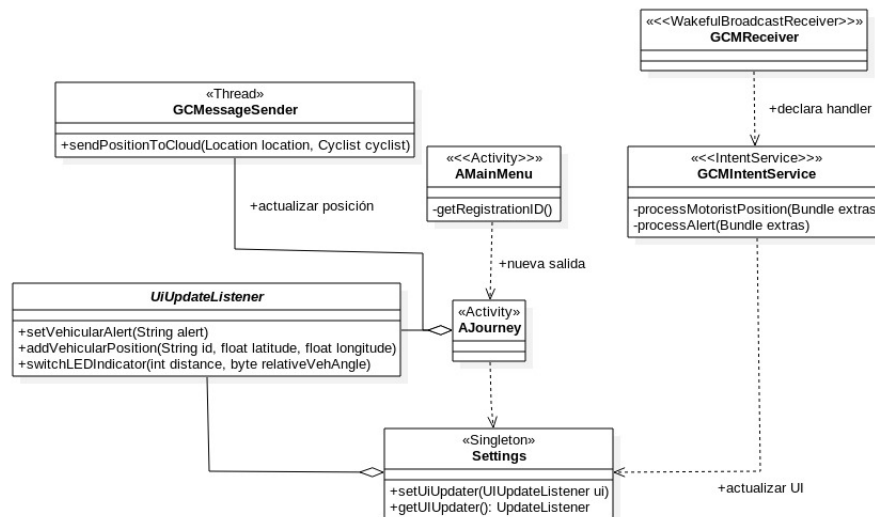 «<<WakefulBroadcastReceiver>>»
GCMReceiver
«Thread»
GCMessageSender
+sendPositionToCloud(Location location, Cyclist cyclist)
+declara handler
«<<Activity>>»
AMainMenu
-getRegistrationID()
«<<IntentService>>»
GCMIntentService
-processMotoristPosition(Bundle extras)
-processAlert(Bundle extras)
+actualizar posición
+nueva salida
UiUpdateListener
+setVehicularAlert(String alert)
+addVehicularPosition(String id, float latitude, float longitude)
+switchLEDIndicator(int distance, byte relativeVehAngle)
«Activity»
AJourney
«Singleton»
Settings
+setUiUpdater(UIUpdateListener ui)
+getUIUpdater(): UpdateListener
+actualizar UI